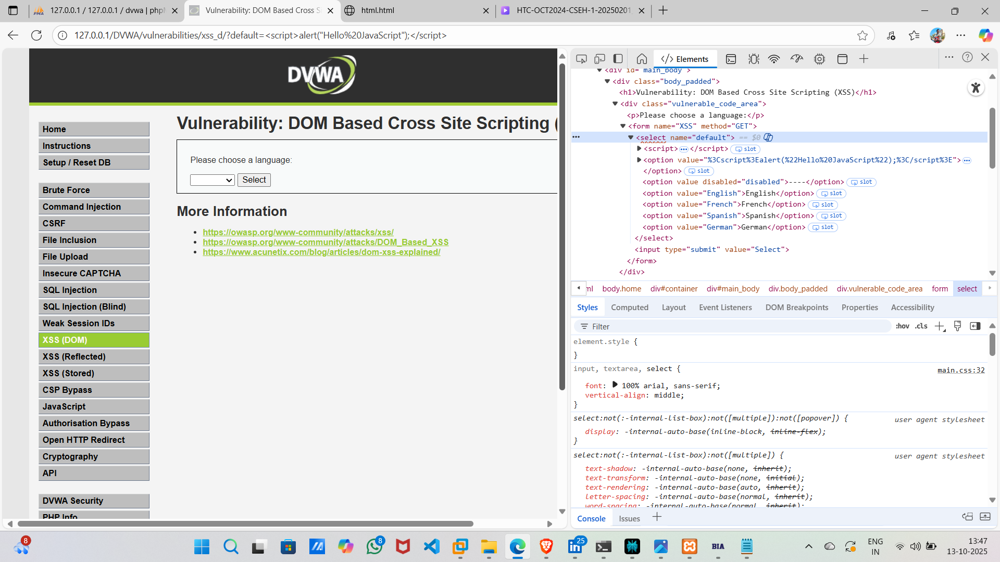 127.0.0.1 / 127.0.0.1 / dvwa | php
Vulnerability: DOM Based Cross S
html.html
HTC-OCT2024-CSEH-1-20250201
127.0.0.1/DVWA/vulnerabilities/xss_d/?default=<script>alert("Hello%20JavaScript");</script>
DVWA
Home
Instructions
Setup / Reset DB
Brute Force
Command Injection
CSRF
File Inclusion
File Upload
Insecure CAPTCHA
SQL Injection
SQL Injection (Blind)
Weak Session IDs
XSS (DOM)
XSS (Reflected)
XSS (Stored)
CSP Bypass
JavaScript
Authorisation Bypass
Open HTTP Redirect
Cryptography
API
DVWA Security
PHP Info
Vulnerability: DOM Based Cross Site Scripting (
Please choose a language:
Select
More Information
https://owasp.org/www-community/attacks/xss/
https://owasp.org/www-community/attacks/DOM_Based_XSS
https://www.acunetix.com/blog/articles/dom-xss-explained/
</> Elements
<div id="main_body">
<div class="body_padded">
<h1>Vulnerability: DOM Based Cross Site Scripting (XSS)</h1>
<div class="vulnerable_code_area">
<p>Please choose a language:</p>
<form name="XSS" method="GET">
<select name="default"> == $0
<script>…</script> slot
<option value="%3Cscript%3Ealert(%22Hello%20JavaScript%22);%3C/script%3E">…
</option> slot
<option value disabled="disabled">----</option> slot
<option value="English">English</option> slot
<option value="French">French</option> slot
<option value="Spanish">Spanish</option> slot
<option value="German">German</option> slot
</select>
<input type="submit" value="Select">
</form>
</div>
ml body.home div#container div#main_body div.body_padded div.vulnerable_code_area form select
Styles Computed Layout Event Listeners DOM Breakpoints Properties Accessibility
Filter :hov .cls
element.style {
}
input, textarea, select { main.css:32
font: 100% arial, sans-serif;
vertical-align: middle;
}
select:not(:-internal-list-box):not([multiple]):not([popover]) { user agent stylesheet
display: -internal-auto-base(inline-block, inline-flex);
}
select:not(:-internal-list-box):not([multiple]) { user agent stylesheet
text-shadow: -internal-auto-base(none, inherit);
text-transform: -internal-auto-base(none, initial);
text-rendering: -internal-auto-base(auto, inherit);
letter-spacing: -internal-auto-base(normal, inherit);
word-spacing: -internal-auto-base(normal, inherit);
Console Issues
8
8
25
BIA
ENG
IN
13:47
13-10-2025